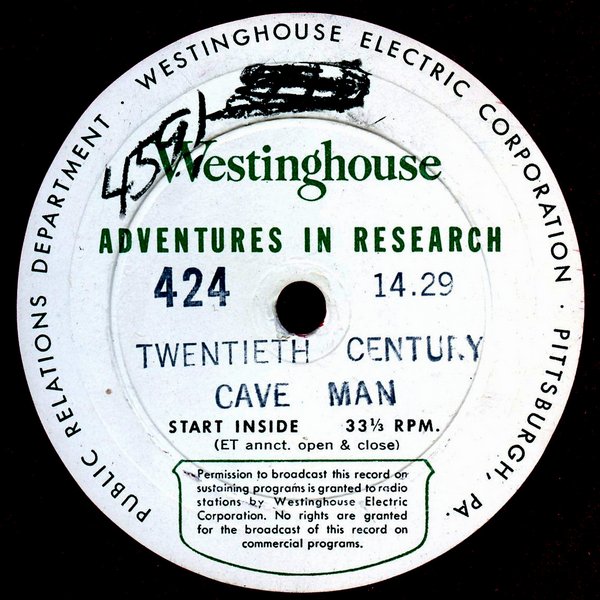 PUBLIC RELATIONS DEPARTMENT · WESTINGHOUSE ELECTRIC CORPORATION · PITTSBURGH, PA.
Westinghouse
ADVENTURES IN RESEARCH
424 14.29
TWENTIETH CENTURY
CAVE MAN
START INSIDE 33⅓ RPM.
(ET annct. open & close)
Permission to broadcast this record on
sustaining programs is granted to radio
stations by Westinghouse Electric
Corporation. No rights are granted
for the broadcast of this record on
commercial programs.